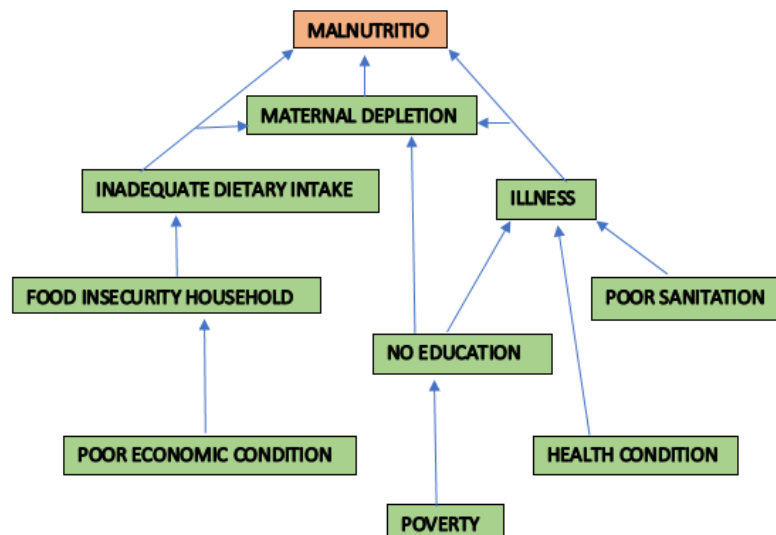 MALNUTRITIO
MATERNAL DEPLETION
INADEQUATE DIETARY INTAKE
ILLNESS
FOOD INSECURITY HOUSEHOLD
POOR SANITATION
NO EDUCATION
POOR ECONOMIC CONDITION
HEALTH CONDITION
POVERTY